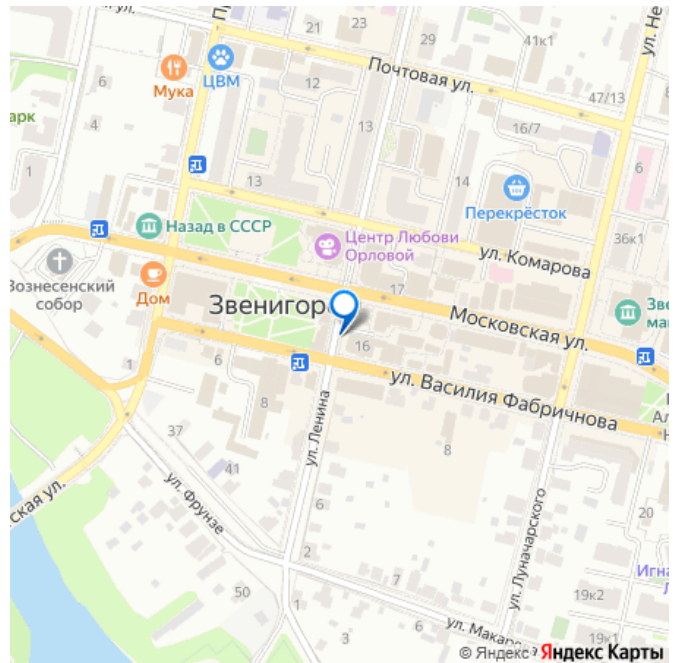 ул.
21
23
29
41к1
ул. Не
ЦВМ
Мука
6
12
Почтовая ул.
47/13
4
13
16/7
арк
1
13
14
6
Перекрёсток
Назад в СССР
Центр Любови
Орловой
ул. Комарова
36к1
Вознесенский
собор
Дом
17
Звенигор
Московская ул.
Зве
ма
16
1
6
8
ул. Василия Фабричнова
Ал
Н
37
41
ул. Ленина
8
ская ул.
ул. Фрунзе
6
20
2
ул. Луначарского
50
7
Игна
Л
19к2
1
3
6
ул. Макаро
19к1
© Яндекс
Яндекс Карты